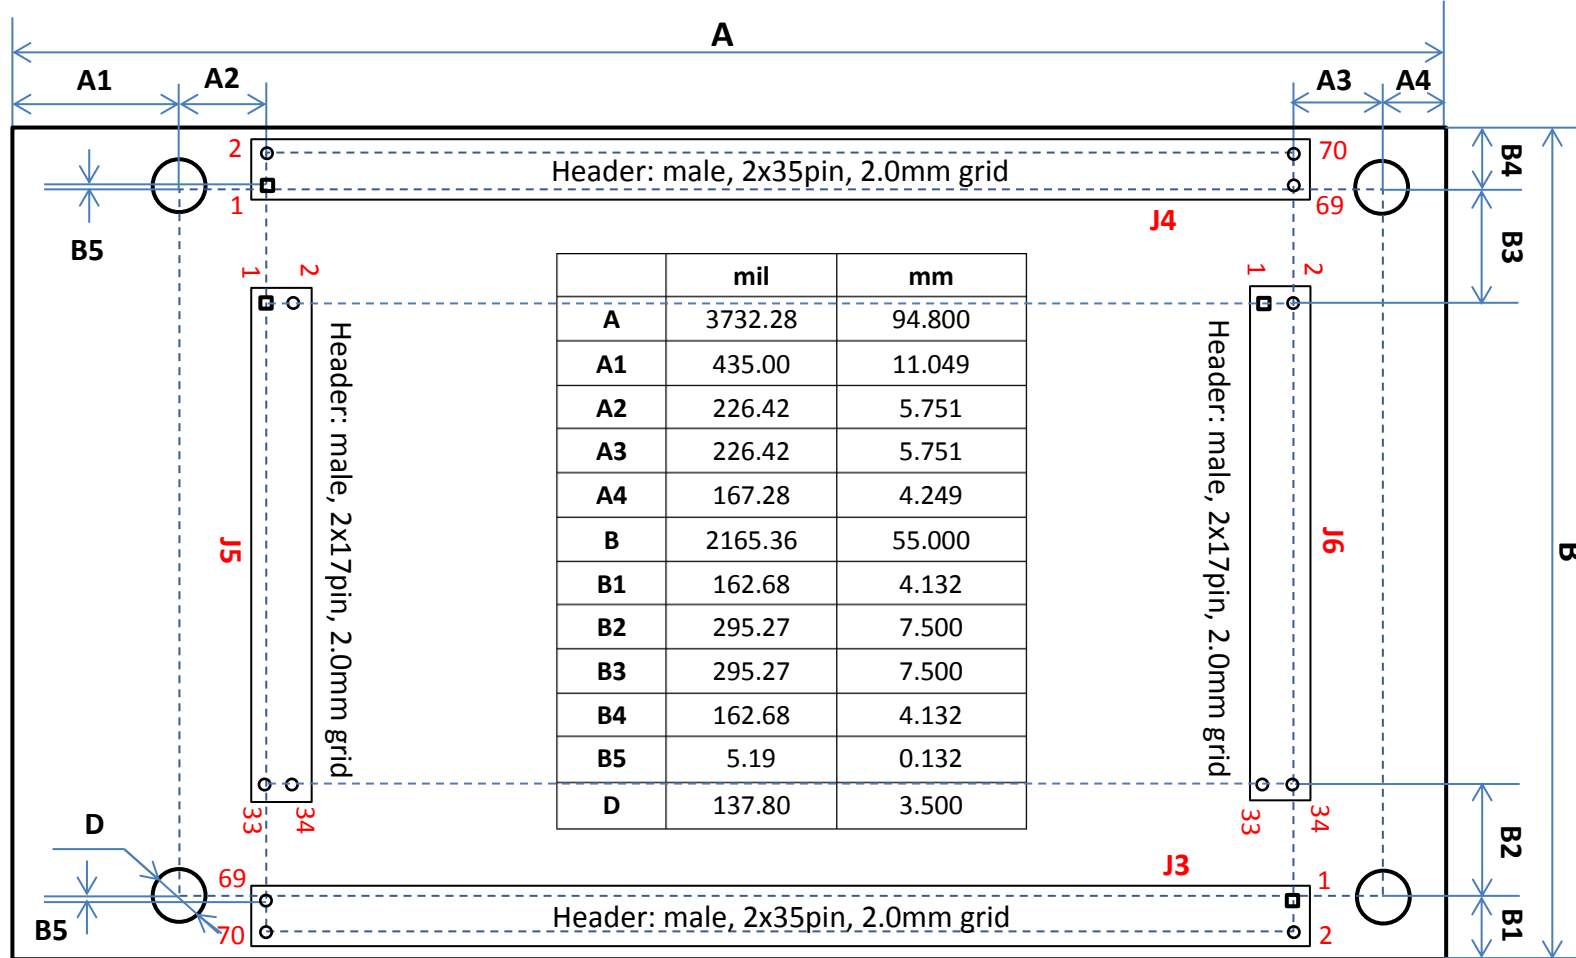 A
A1
A2
A3
A4
2
Header: male, 2x35pin, 2.0mm grid
70
B4
1
69
J4
B5
B3
1
2
1
2
mil
mm
A 3732.28 94.800
A1 435.00 11.049
A2 226.42 5.751
A3 226.42 5.751
A4 167.28 4.249
B 2165.36 55.000
B1 162.68 4.132
B2 295.27 7.500
B3 295.27 7.500
B4 162.68 4.132
B5 5.19 0.132
D 137.80 3.500
Header: male, 2x17pin, 2.0mm grid
Header: male, 2x17pin, 2.0mm grid
J5
J6
B
33
34
33
34
D
B2
69
J3
1
Header: male, 2x35pin, 2.0mm grid
B5
70
2
B1